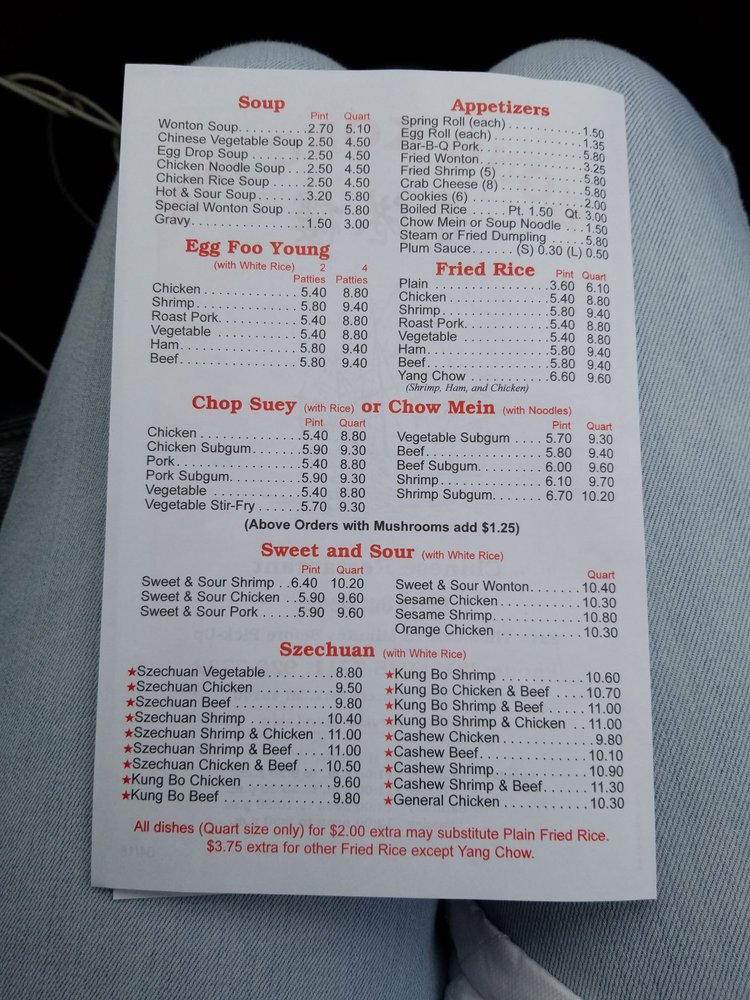 Soup
Pint Quart
Wonton Soup.........2.70 5.10
Chinese Vegetable Soup 2.50 4.50
Egg Drop Soup ........2.50 4.50
Chicken Noodle Soup ...2.50 4.50
Chicken Rice Soup .....2.50 4.50
Hot & Sour Soup.......3.20 5.80
Special Wonton Soup ...... 5.80
Gravy...............1.50 3.00
Appetizers
Spring Roll (each) ..........1.50
Egg Roll (each) ............1.35
Bar-B-Q Pork..............5.80
Fried Wonton..............3.25
Fried Shrimp (5) ............5.80
Crab Cheese (8) ............5.80
Cookies (6) ...............2.00
Boiled Rice ..... Pt. 1.50 Qt. 3.00
Chow Mein or Soup Noodle ...1.50
Steam or Fried Dumpling .....5.80
Plum Sauce...... (S) 0.30 (L) 0.50
Egg Foo Young
(with White Rice) 2 4
Patties Patties
Chicken ............. 5.40 8.80
Shrimp.............. 5.80 9.40
Roast Pork........... 5.40 8.80
Vegetable ........... 5.40 8.80
Ham................ 5.80 9.40
Beef................ 5.80 9.40
Fried Rice
Pint Quart
Plain ................3.60 6.10
Chicken ............. 5.40 8.80
Shrimp.............. 5.80 9.40
Roast Pork........... 5.40 8.80
Vegetable ........... 5.40 8.80
Ham................ 5.80 9.40
Beef................ 5.80 9.40
Yang Chow ...........6.60 9.60
(Shrimp, Ham, and Chicken)
Chop Suey (with Rice) or Chow Mein (with Noodles)
Pint Quart
Chicken ..............5.40 8.80
Chicken Subgum.......5.90 9.30
Pork.................5.40 8.80
Pork Subgum..........5.90 9.30
Vegetable ............5.40 8.80
Vegetable Stir-Fry ......5.70 9.30
Pint Quart
Vegetable Subgum .... 5.70 9.30
Beef................ 5.80 9.40
Beef Subgum......... 6.00 9.60
Shrimp.............. 6.10 9.70
Shrimp Subgum....... 6.70 10.20
(Above Orders with Mushrooms add $1.25)
Sweet and Sour (with White Rice)
Pint Quart
Sweet & Sour Shrimp ..6.40 10.20
Sweet & Sour Chicken ..5.90 9.60
Sweet & Sour Pork ....5.90 9.60
Quart
Sweet & Sour Wonton.......10.40
Sesame Chicken...........10.30
Sesame Shrimp............10.80
Orange Chicken ...........10.30
Szechuan (with White Rice)
★Szechuan Vegetable.........8.80
★Szechuan Chicken ..........9.50
★Szechuan Beef.............9.80
★Szechuan Shrimp ..........10.40
★Szechuan Shrimp & Chicken . 11.00
★Szechuan Shrimp & Beef .... 11.00
★Szechuan Chicken & Beef ... 10.50
★Kung Bo Chicken ...........9.60
★Kung Bo Beef .............9.80
★Kung Bo Shrimp ...........10.60
★Kung Bo Chicken & Beef ....10.70
★Kung Bo Shrimp & Beef .... 11.00
★Kung Bo Shrimp & Chicken .. 11.00
★Cashew Chicken ............9.80
★Cashew Beef..............10.10
★Cashew Shrimp............10.90
★Cashew Shrimp & Beef...... 11.30
★General Chicken ...........10.30
All dishes (Quart size only) for $2.00 extra may substitute Plain Fried Rice.
$3.75 extra for other Fried Rice except Yang Chow.